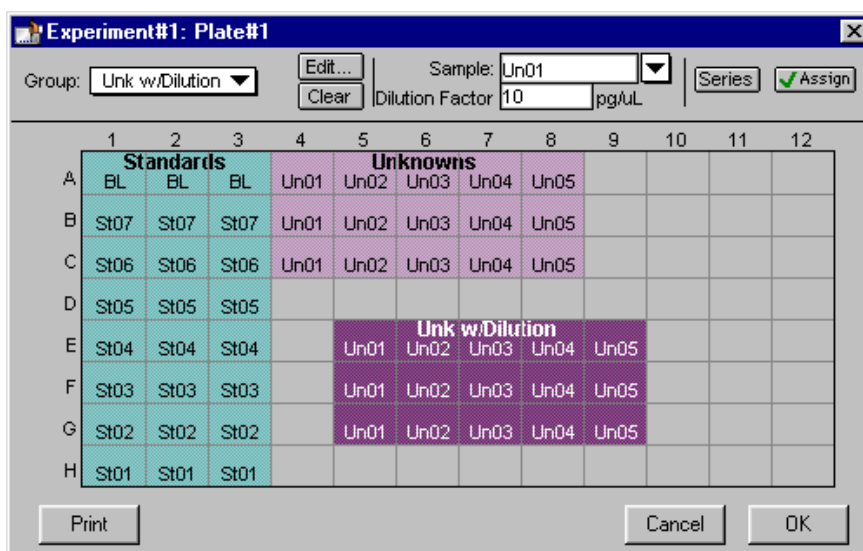 Experiment#1: Plate#1
Group: Unk w/Dilution Edit... Sample: Un01 Series Assign
Clear Dilution Factor 10 pg/uL
1 2 3 4 5 6 7 8 9 10 11 12
Standards Unknowns
A BL BL BL Un01 Un02 Un03 Un04 Un05
B St07 St07 St07 Un01 Un02 Un03 Un04 Un05
C St06 St06 St06 Un01 Un02 Un03 Un04 Un05
D St05 St05 St05
Unk w/Dilution
E St04 St04 St04 Un01 Un02 Un03 Un04 Un05
F St03 St03 St03 Un01 Un02 Un03 Un04 Un05
G St02 St02 St02 Un01 Un02 Un03 Un04 Un05
H St01 St01 St01
Print Cancel OK